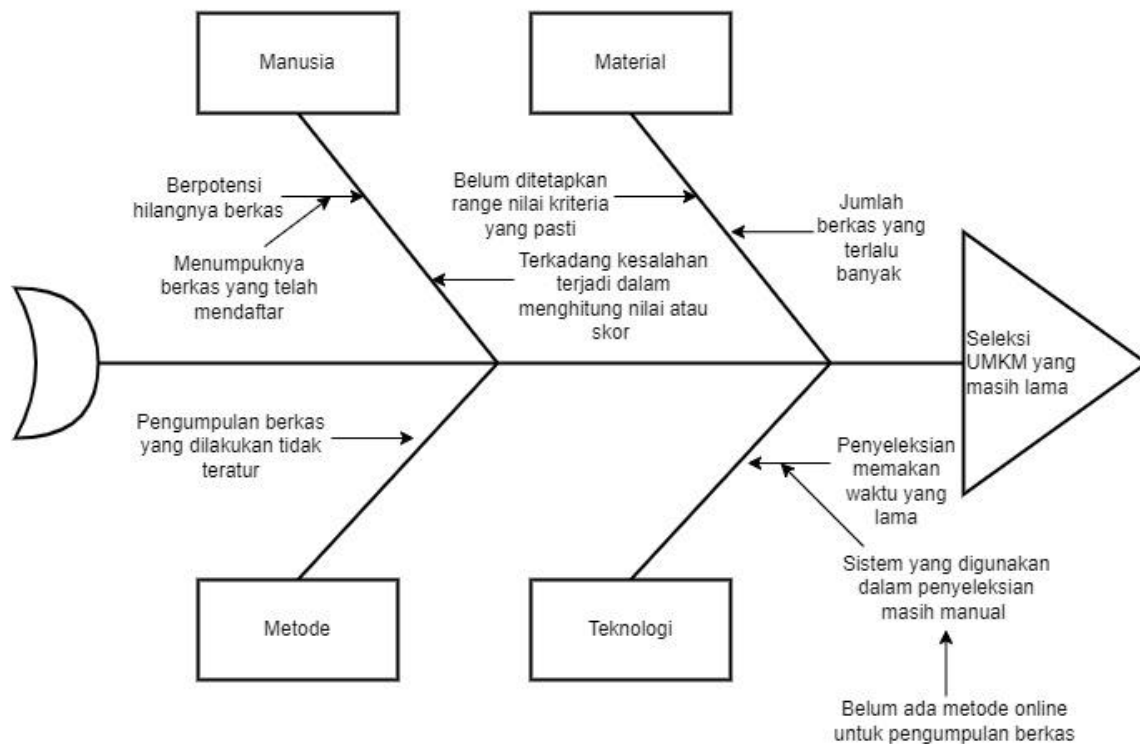 Manusia
Material
Berpotensi
hilangnya berkas
Menumpuknya
berkas yang telah
mendaftar
Belum ditetapkan
range nilai kriteria
yang pasti
Terkadang kesalahan
terjadi dalam
menghitung nilai atau
skor
Jumlah
berkas yang
terlalu
banyak
Seleksi
UMKM yang
masih lama
Pengumpulan berkas
yang dilakukan tidak
teratur
Penyeleksian
memakan
waktu yang
lama
Sistem yang digunakan
dalam penyeleksian
masih manual
Metode
Teknologi
Belum ada metode online
untuk pengumpulan berkas